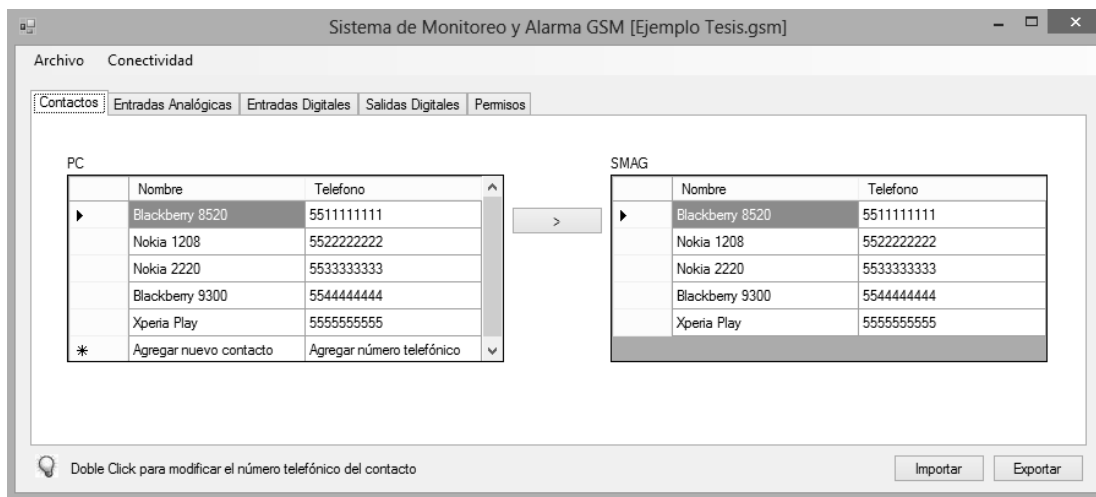 Sistema de Monitoreo y Alarma GSM [Ejemplo Tesis.gsm]
Archivo Conectividad
Contactos Entradas Analógicas Entradas Digitales Salidas Digitales Permisos
PC SMAG
Nombre Telefono Nombre Telefono
Blackberry 8520 5511111111 > Blackberry 8520 5511111111
Nokia 1208 5522222222 Nokia 1208 5522222222
Nokia 2220 5533333333 Nokia 2220 5533333333
Blackberry 9300 5544444444 Blackberry 9300 5544444444
Xperia Play 5555555555 Xperia Play 5555555555
Agregar nuevo contacto Agregar número telefónico
Doble Click para modificar el número telefónico del contacto Importar Exportar